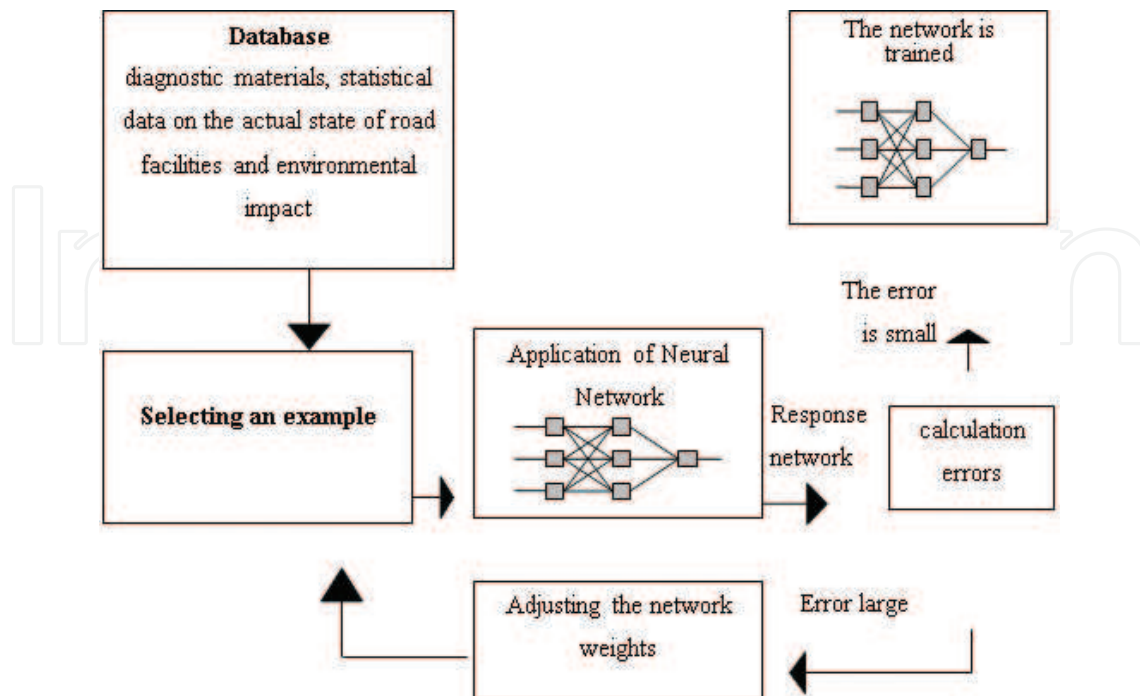 Database
diagnostic materials, statistical
data on the actual state of road
facilities and environmental
impact
The network is
trained
The error
is small
Selecting an example
Application of Neural
Network
Response
network
calculation
errors
Adjusting the network
weights
Error large